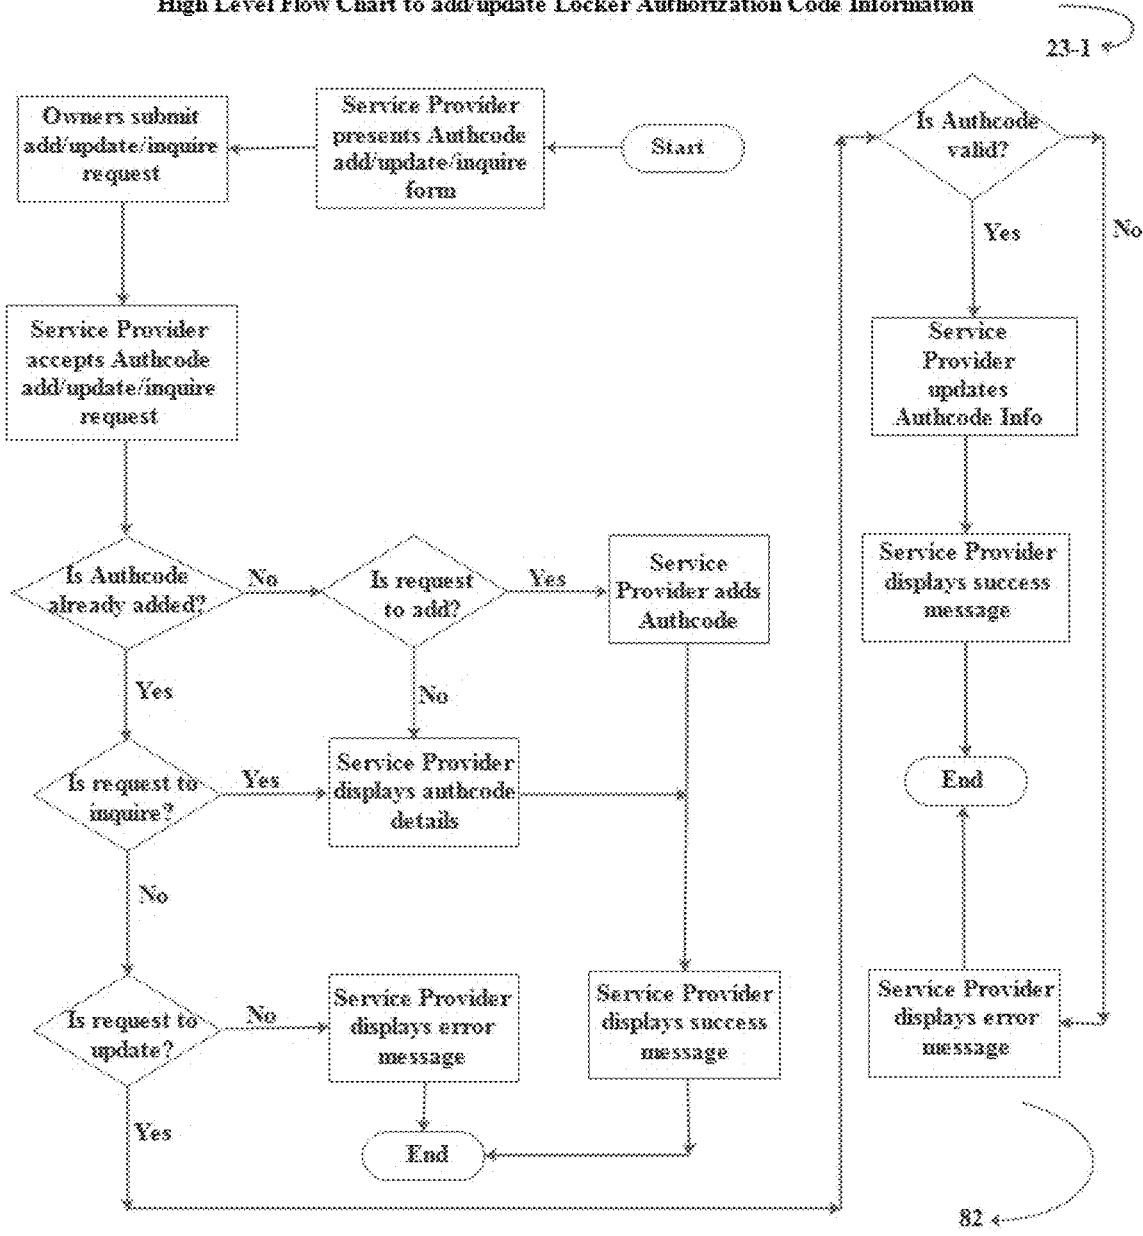 High Level Flow Chart to add/update Locker Authorization Code Information
23-1
Start
Service Provider
presents Authcode
add/update/inquire
form
Owners submit
add/update/inquire
request
Service Provider
accepts Authcode
add/update/inquire
request
Is Authcode
already added?
No
Is request
to add?
Yes
Service
Provider adds
Authcode
Yes
No
Is request to
inquire?
Yes
Service Provider
displays authcode
details
No
Is request to
update?
No
Service Provider
displays error
message
Service Provider
displays success
message
Yes
End
Is Authcode
valid?
Yes
No
Service
Provider
updates
Authcode Info
Service Provider
displays success
message
End
Service Provider
displays error
message
82